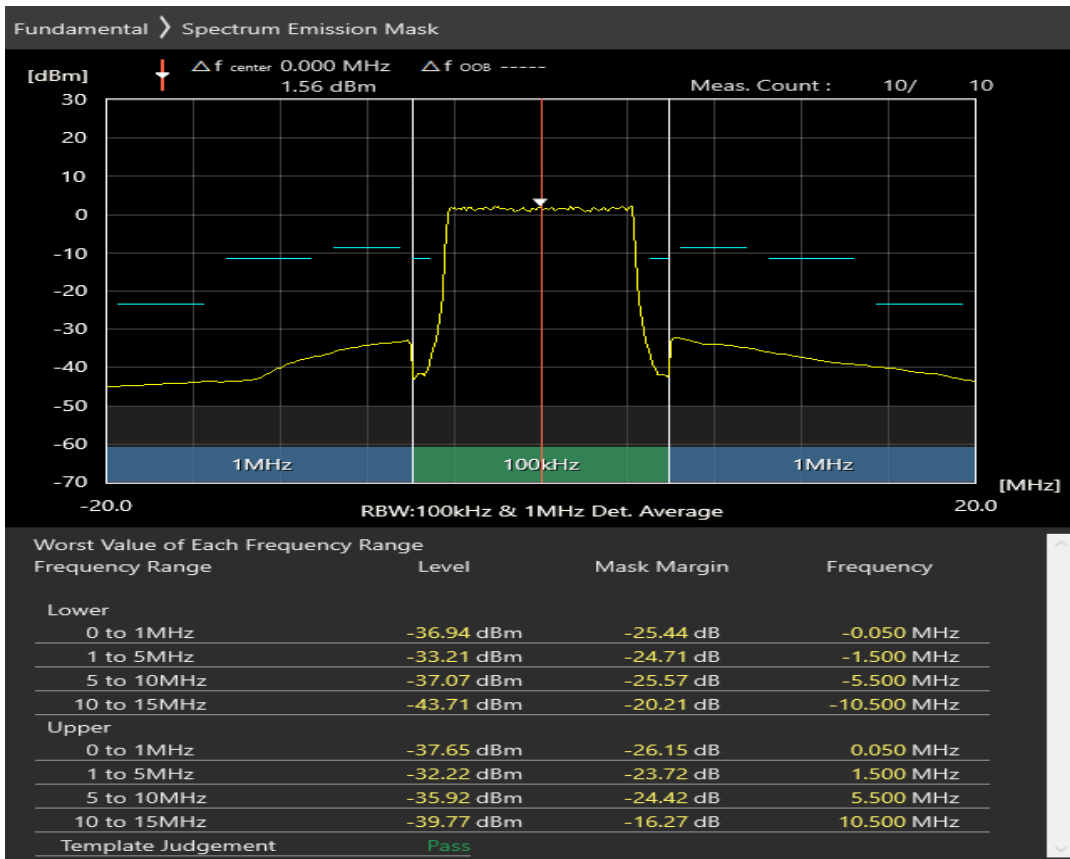 Fundamental ❯ Spectrum Emission Mask
[dBm] Δf center 0.000 MHz Δf OOB -----
1.56 dBm Meas. Count : 10/ 10
30
20
10
0
-10
-20
-30
-40
-50
-60
1MHz 100kHz 1MHz
-70 [MHz]
-20.0 RBW:100kHz & 1MHz Det. Average 20.0
Worst Value of Each Frequency Range
Frequency Range Level Mask Margin Frequency
Lower
0 to 1MHz -36.94 dBm -25.44 dB -0.050 MHz
1 to 5MHz -33.21 dBm -24.71 dB -1.500 MHz
5 to 10MHz -37.07 dBm -25.57 dB -5.500 MHz
10 to 15MHz -43.71 dBm -20.21 dB -10.500 MHz
Upper
0 to 1MHz -37.65 dBm -26.15 dB 0.050 MHz
1 to 5MHz -32.22 dBm -23.72 dB 1.500 MHz
5 to 10MHz -35.92 dBm -24.42 dB 5.500 MHz
10 to 15MHz -39.77 dBm -16.27 dB 10.500 MHz
Template Judgement Pass